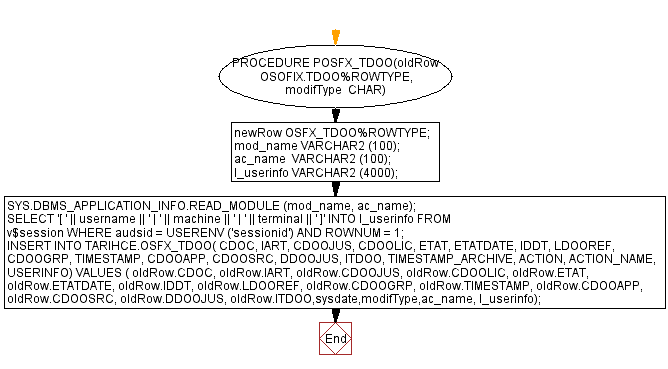 PROCEDURE POSFX_TDOO(oldRow
OSOFIX.TDOO%ROWTYPE,
modifType  CHAR)
newRow OSFX_TDOO%ROWTYPE;
mod_name VARCHAR2 (100);
ac_name  VARCHAR2 (100);
l_userinfo VARCHAR2 (4000);
SYS.DBMS_APPLICATION_INFO.READ_MODULE (mod_name, ac_name);
SELECT '[ ' || username || ' | ' || machine || ' | ' || terminal || ' ]' INTO l_userinfo FROM
v$session WHERE audsid = USERENV ('sessionid') AND ROWNUM = 1;
INSERT INTO TARIHCE.OSFX_TDOO( CDOC, IART, CDOOJUS, CDOOLIC, ETAT, ETATDATE, IDDT, LDOOREF,
CDOOGRP, TIMESTAMP, CDOOAPP, CDOOSRC, DDOOJUS, ITDOO, TIMESTAMP_ARCHIVE, ACTION, ACTION_NAME,
USERINFO) VALUES ( oldRow.CDOC, oldRow.IART, oldRow.CDOOJUS, oldRow.CDOOLIC, oldRow.ETAT,
oldRow.ETATDATE, oldRow.IDDT, oldRow.LDOOREF, oldRow.CDOOGRP, oldRow.TIMESTAMP, oldRow.CDOOAPP,
oldRow.CDOOSRC, oldRow.DDOOJUS, oldRow.ITDOO,sysdate,modifType,ac_name, l_userinfo);
End